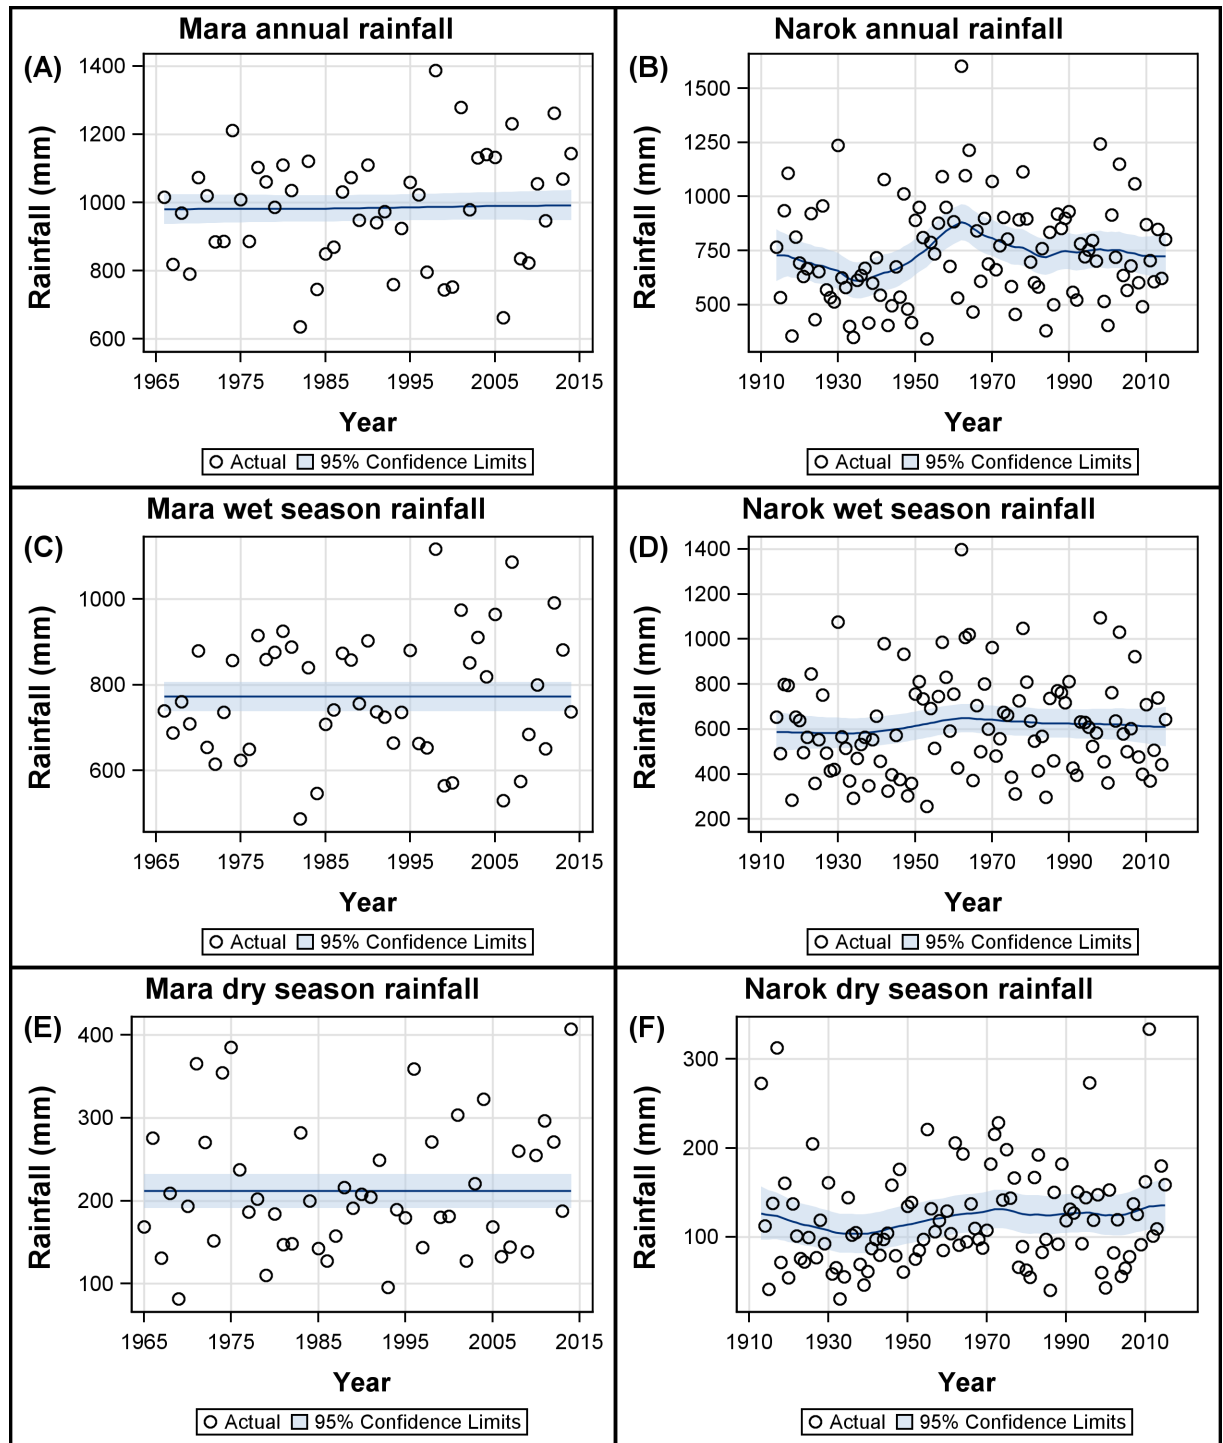 Mara annual rainfall
(A)
Rainfall (mm)
1400
1200
1000
800
600
1965 1975 1985 1995 2005 2015
Year
Actual 95% Confidence Limits
Narok annual rainfall
(B)
Rainfall (mm)
1500
1250
1000
750
500
1910 1930 1950 1970 1990 2010
Year
Actual 95% Confidence Limits
Mara wet season rainfall
(C)
Rainfall (mm)
1000
800
600
1965 1975 1985 1995 2005 2015
Year
Actual 95% Confidence Limits
Narok wet season rainfall
(D)
Rainfall (mm)
1400
1200
1000
800
600
400
200
1910 1930 1950 1970 1990 2010
Year
Actual 95% Confidence Limits
Mara dry season rainfall
(E)
Rainfall (mm)
400
300
200
100
1965 1975 1985 1995 2005 2015
Year
Actual 95% Confidence Limits
Narok dry season rainfall
(F)
Rainfall (mm)
300
200
100
1910 1930 1950 1970 1990 2010
Year
Actual 95% Confidence Limits